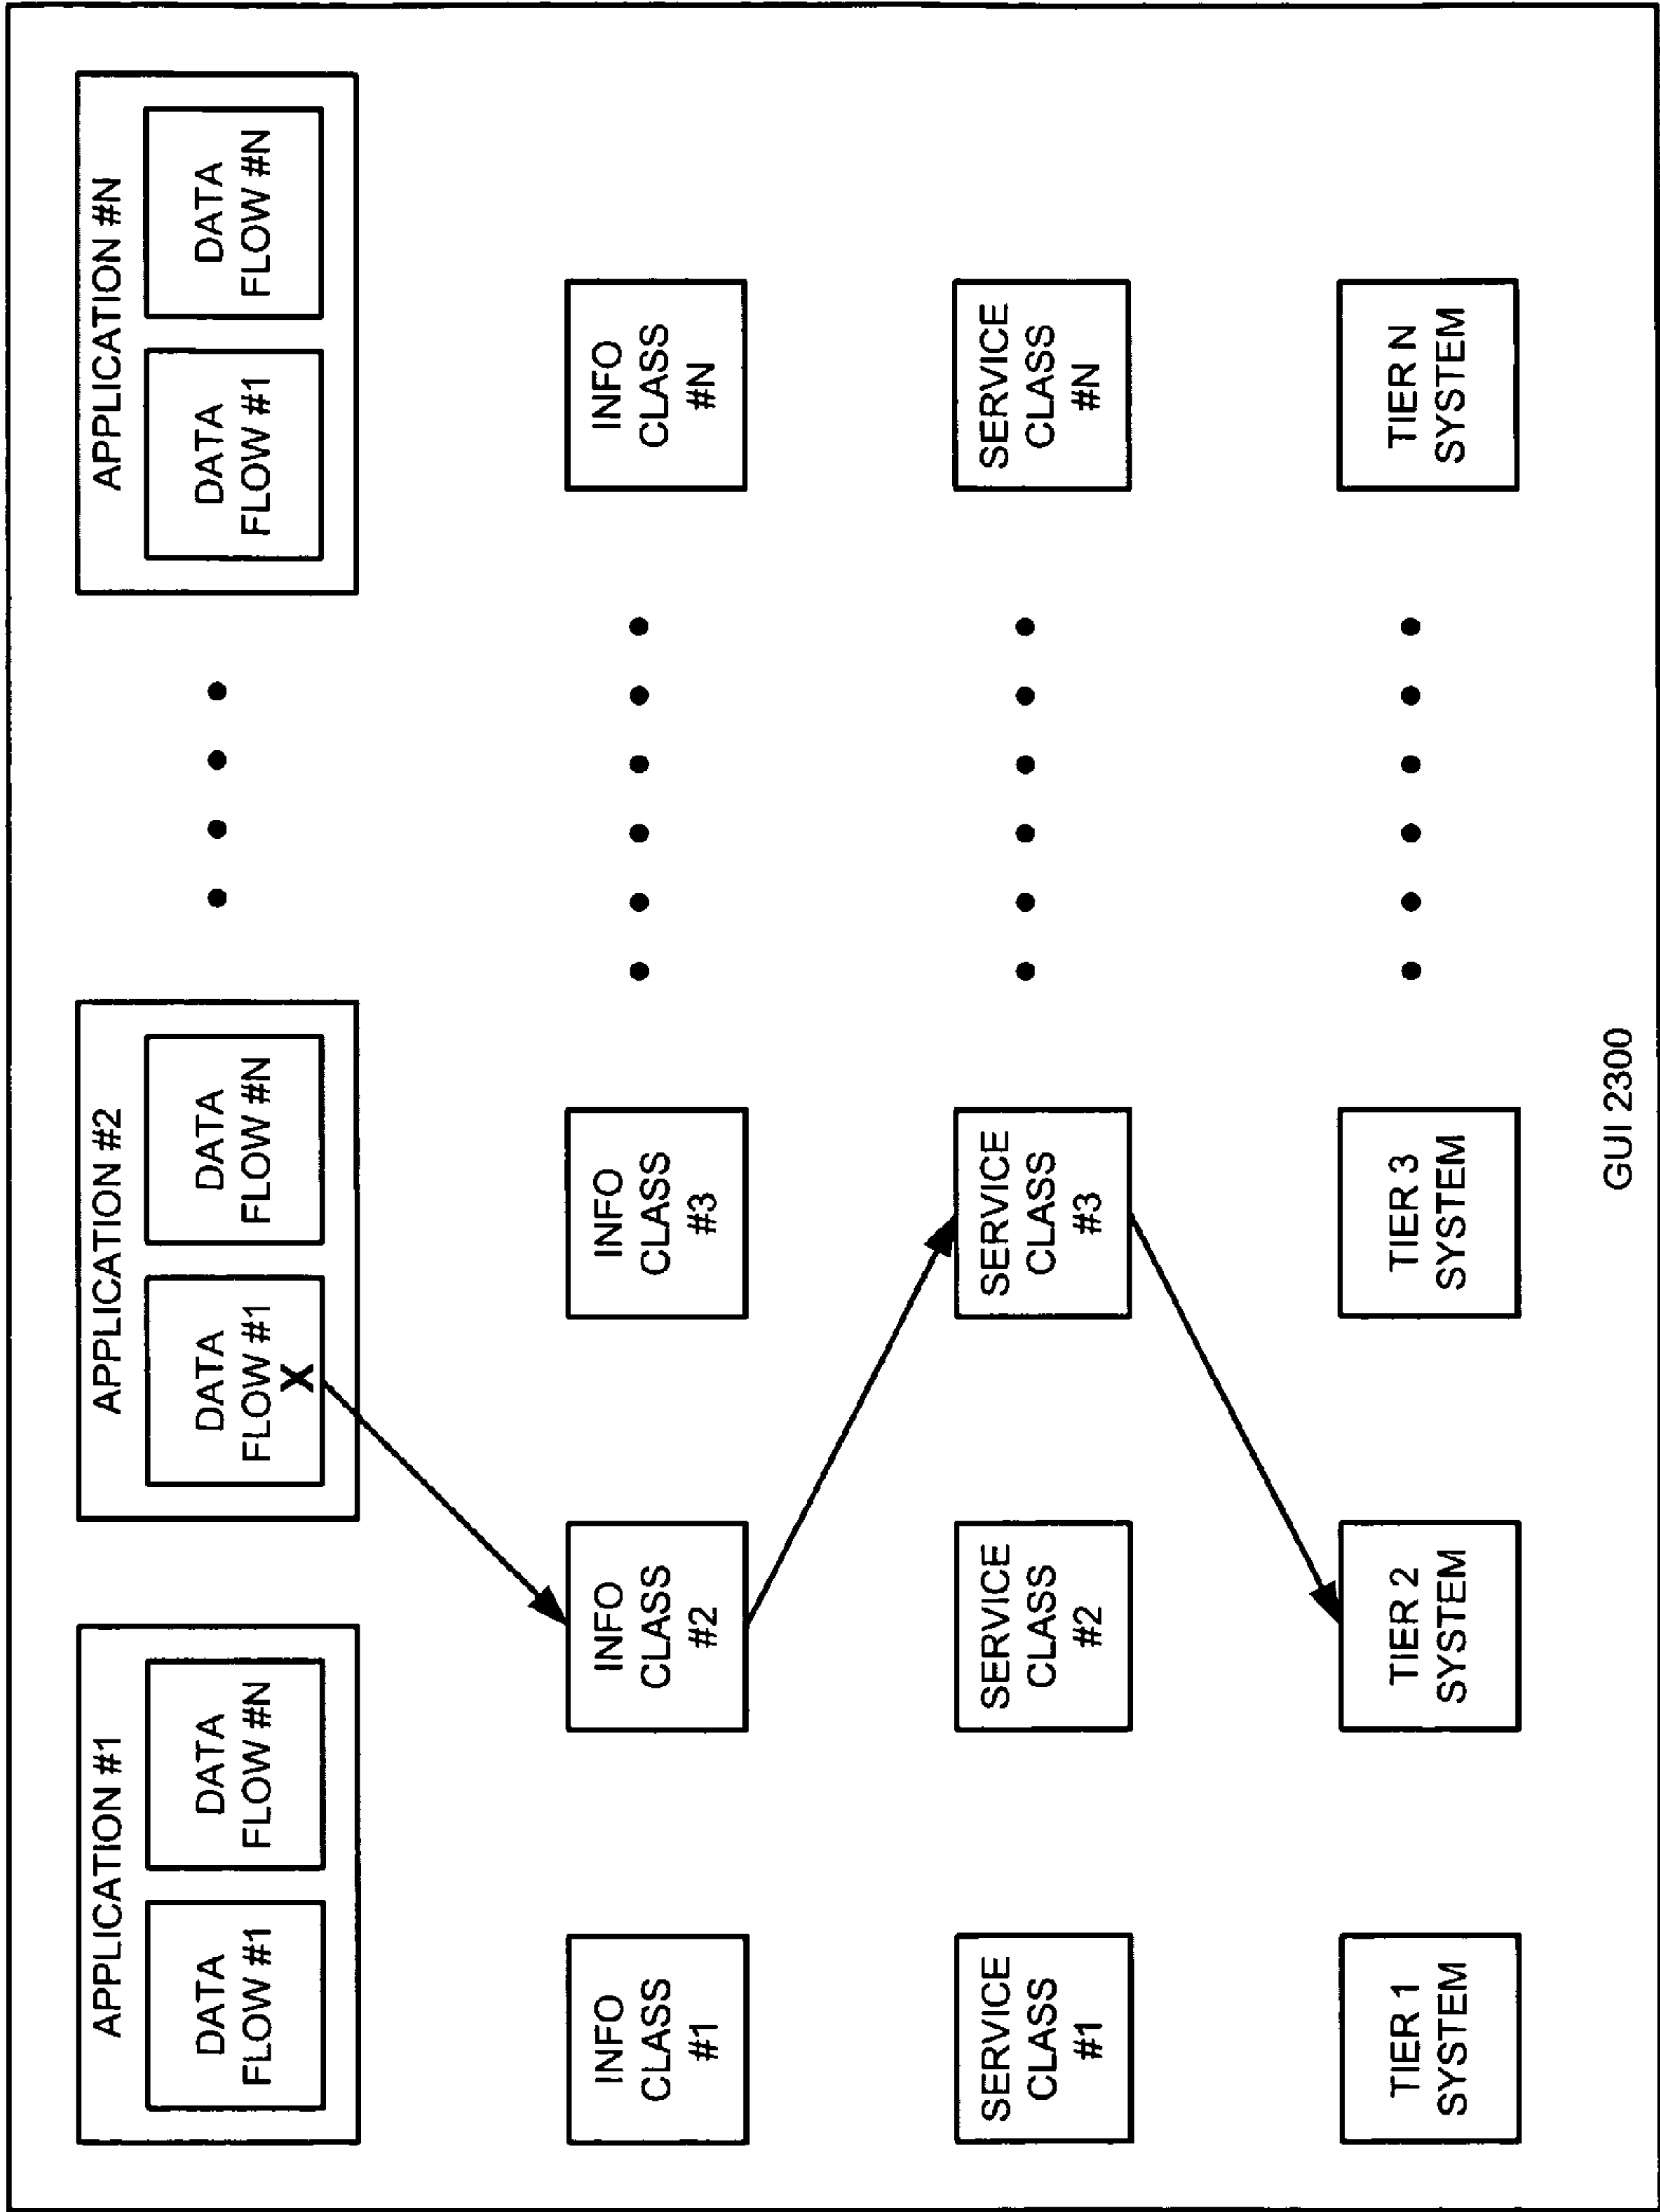 APPLICATION #1
DATA
FLOW #1
DATA
FLOW #N
APPLICATION #2
DATA
FLOW #1
X
DATA
FLOW #N
APPLICATION #N
DATA
FLOW #1
DATA
FLOW #N
INFO
CLASS
#1
INFO
CLASS
#2
INFO
CLASS
#3
INFO
CLASS
#N
SERVICE
CLASS
#1
SERVICE
CLASS
#2
SERVICE
CLASS
#3
SERVICE
CLASS
#N
TIER 1
SYSTEM
TIER 2
SYSTEM
TIER 3
SYSTEM
TIER N
SYSTEM
GUI 2300